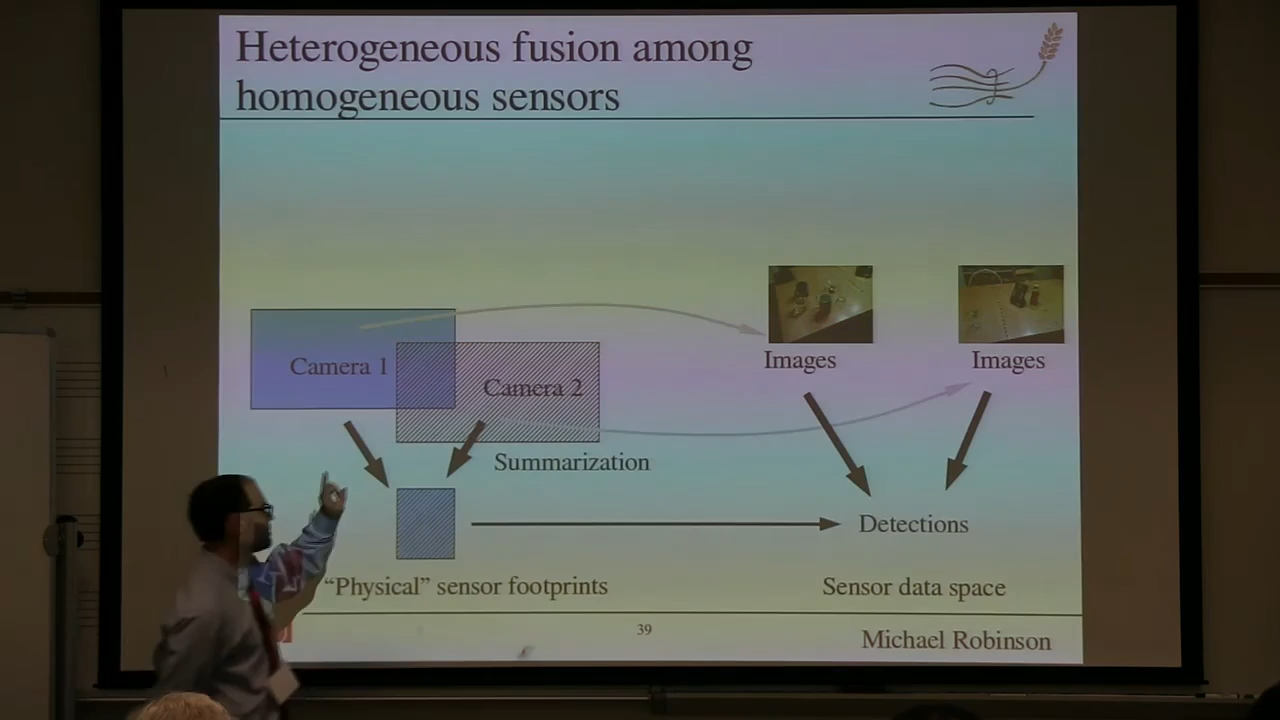 Heterogeneous fusion among
homogeneous sensors
Camera 1
Camera 2
Images
Images
Summarization
Detections
"Physical" sensor footprints
Sensor data space
39
Michael Robinson